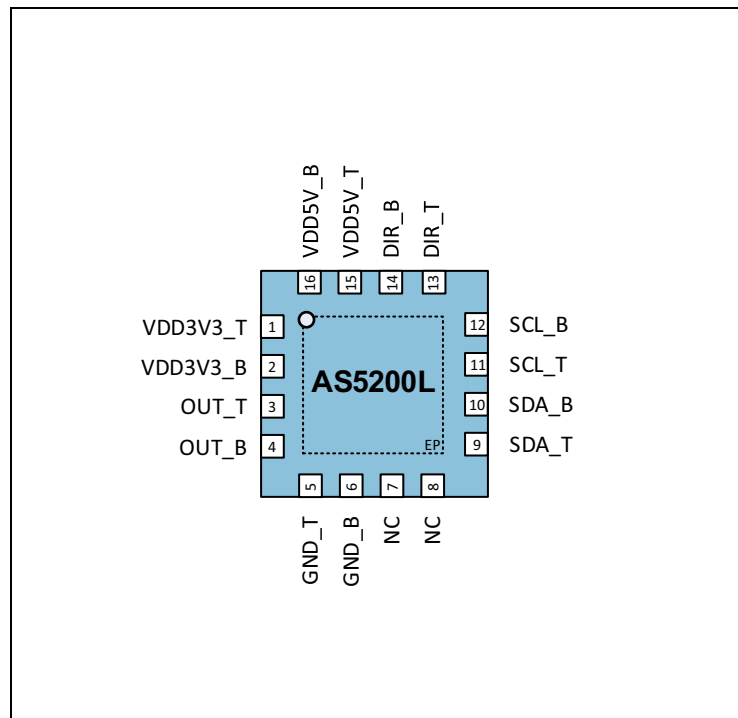 VDD5V_B
VDD5V_T
DIR_B
DIR_T
16
15
14
13
VDD3V3_T 1
12 SCL_B
VDD3V3_B 2
11 SCL_T
AS5200L
OUT_T 3
10 SDA_B
OUT_B 4
EP
9 SDA_T
5
6
7
8
GND_T
GND_B
NC
NC